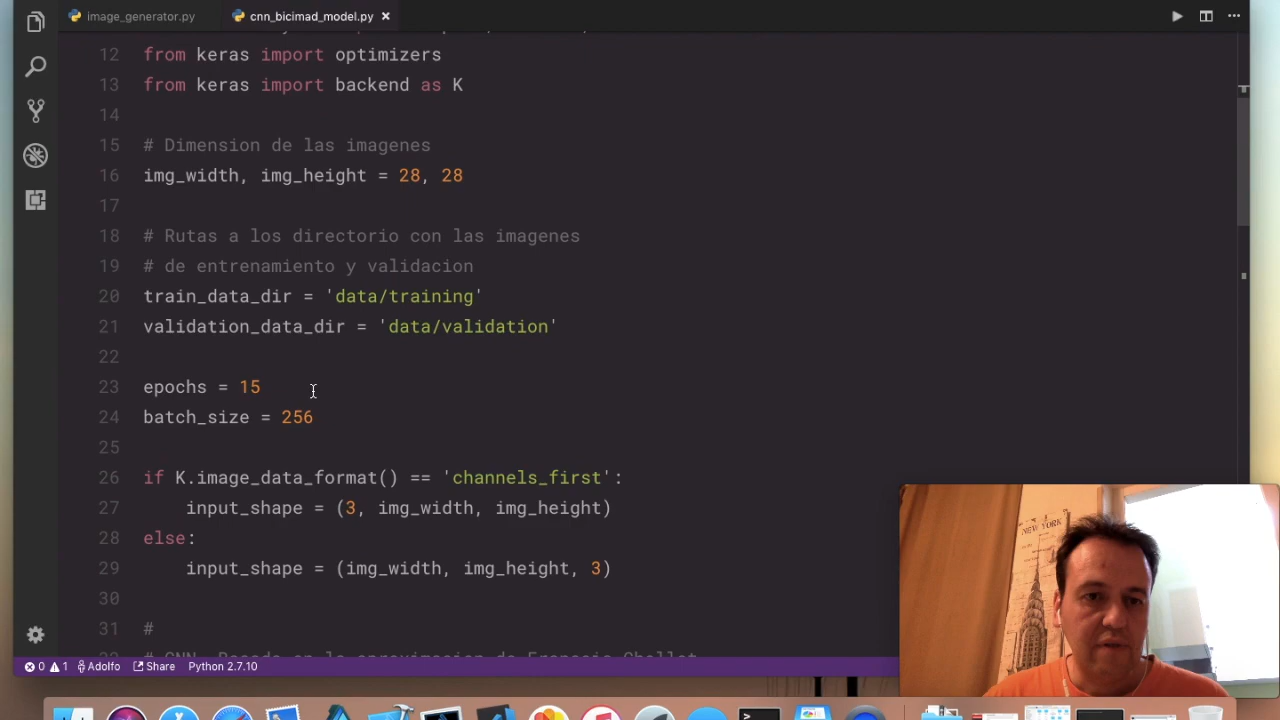 image_generator.py
cnn_bicimad_model.py
12 from keras import optimizers
13 from keras import backend as K
14
15 # Dimension de las imagenes
16 img_width, img_height = 28, 28
17
18 # Rutas a los directorio con las imagenes
19 # de entrenamiento y validacion
20 train_data_dir = 'data/training'
21 validation_data_dir = 'data/validation'
22
23 epochs = 15
24 batch_size = 256
25
26 if K.image_data_format() == 'channels_first':
27 input_shape = (3, img_width, img_height)
28 else:
29 input_shape = (img_width, img_height, 3)
30
31 #
0 1 Adolfo Share Python 2.7.10
NEW YORK